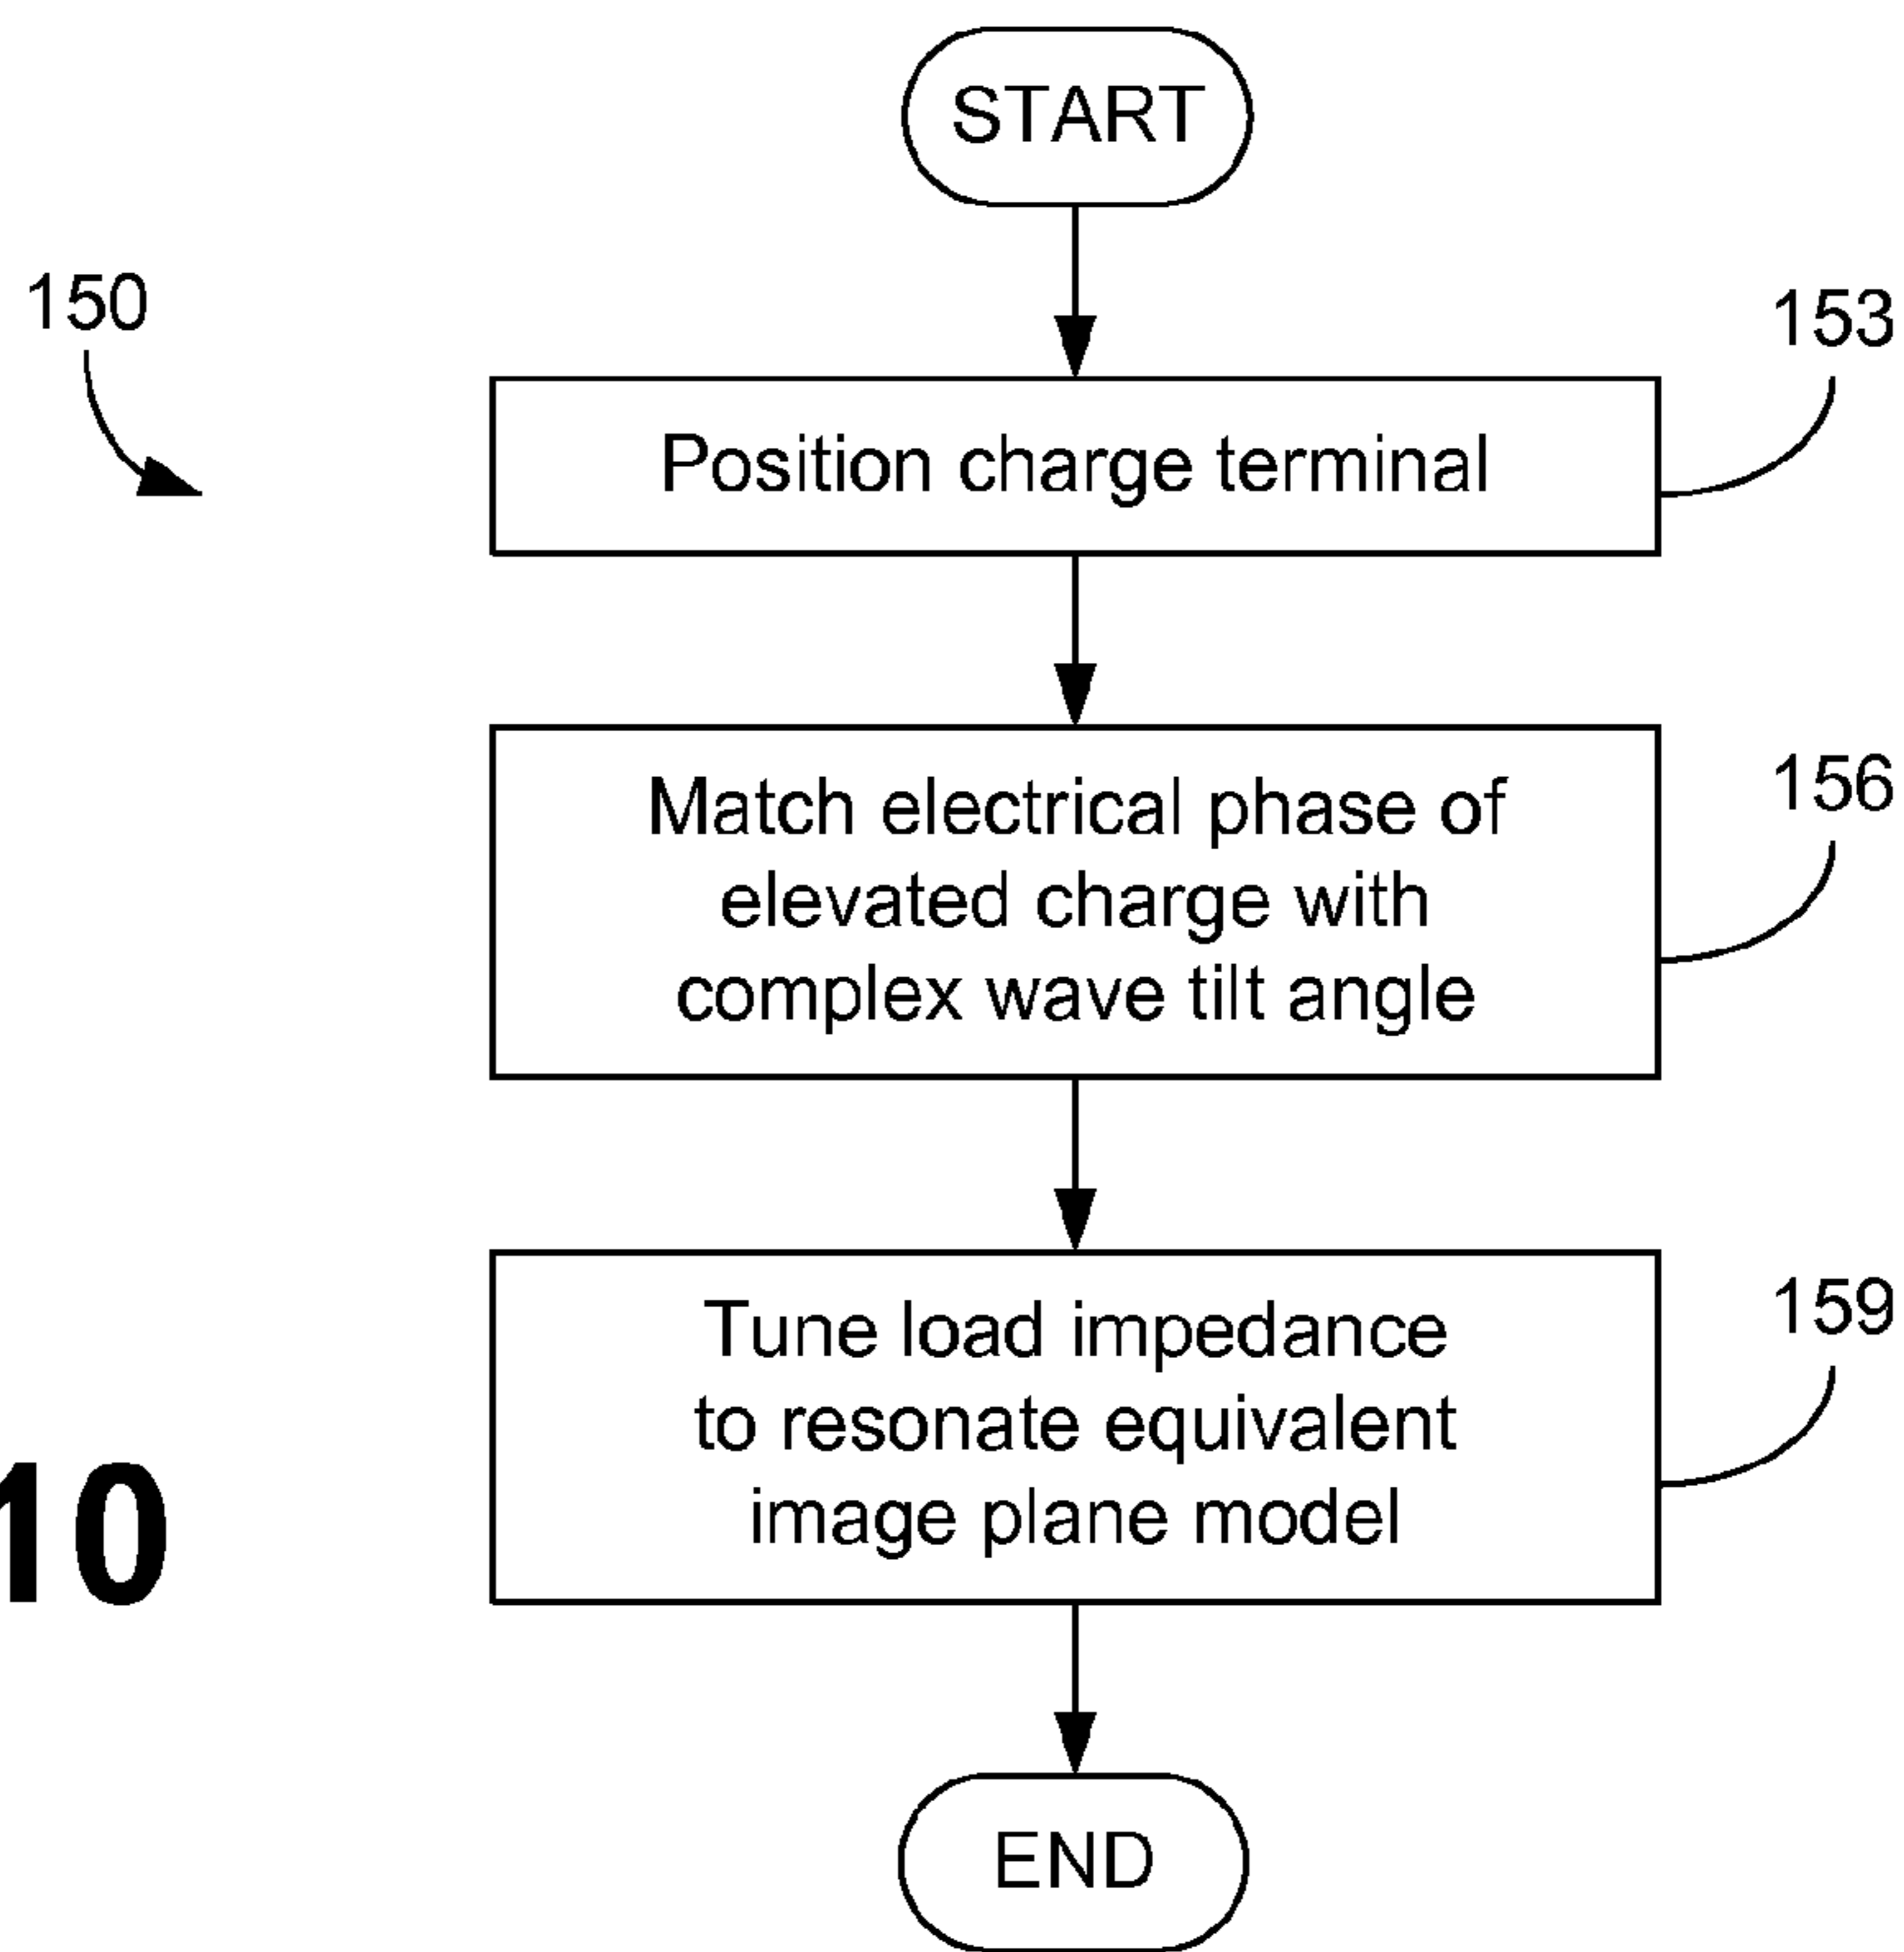 START
150
153
Position charge terminal
156
Match electrical phase of
elevated charge with
complex wave tilt angle
159
Tune load impedance
to resonate equivalent
image plane model
10
END